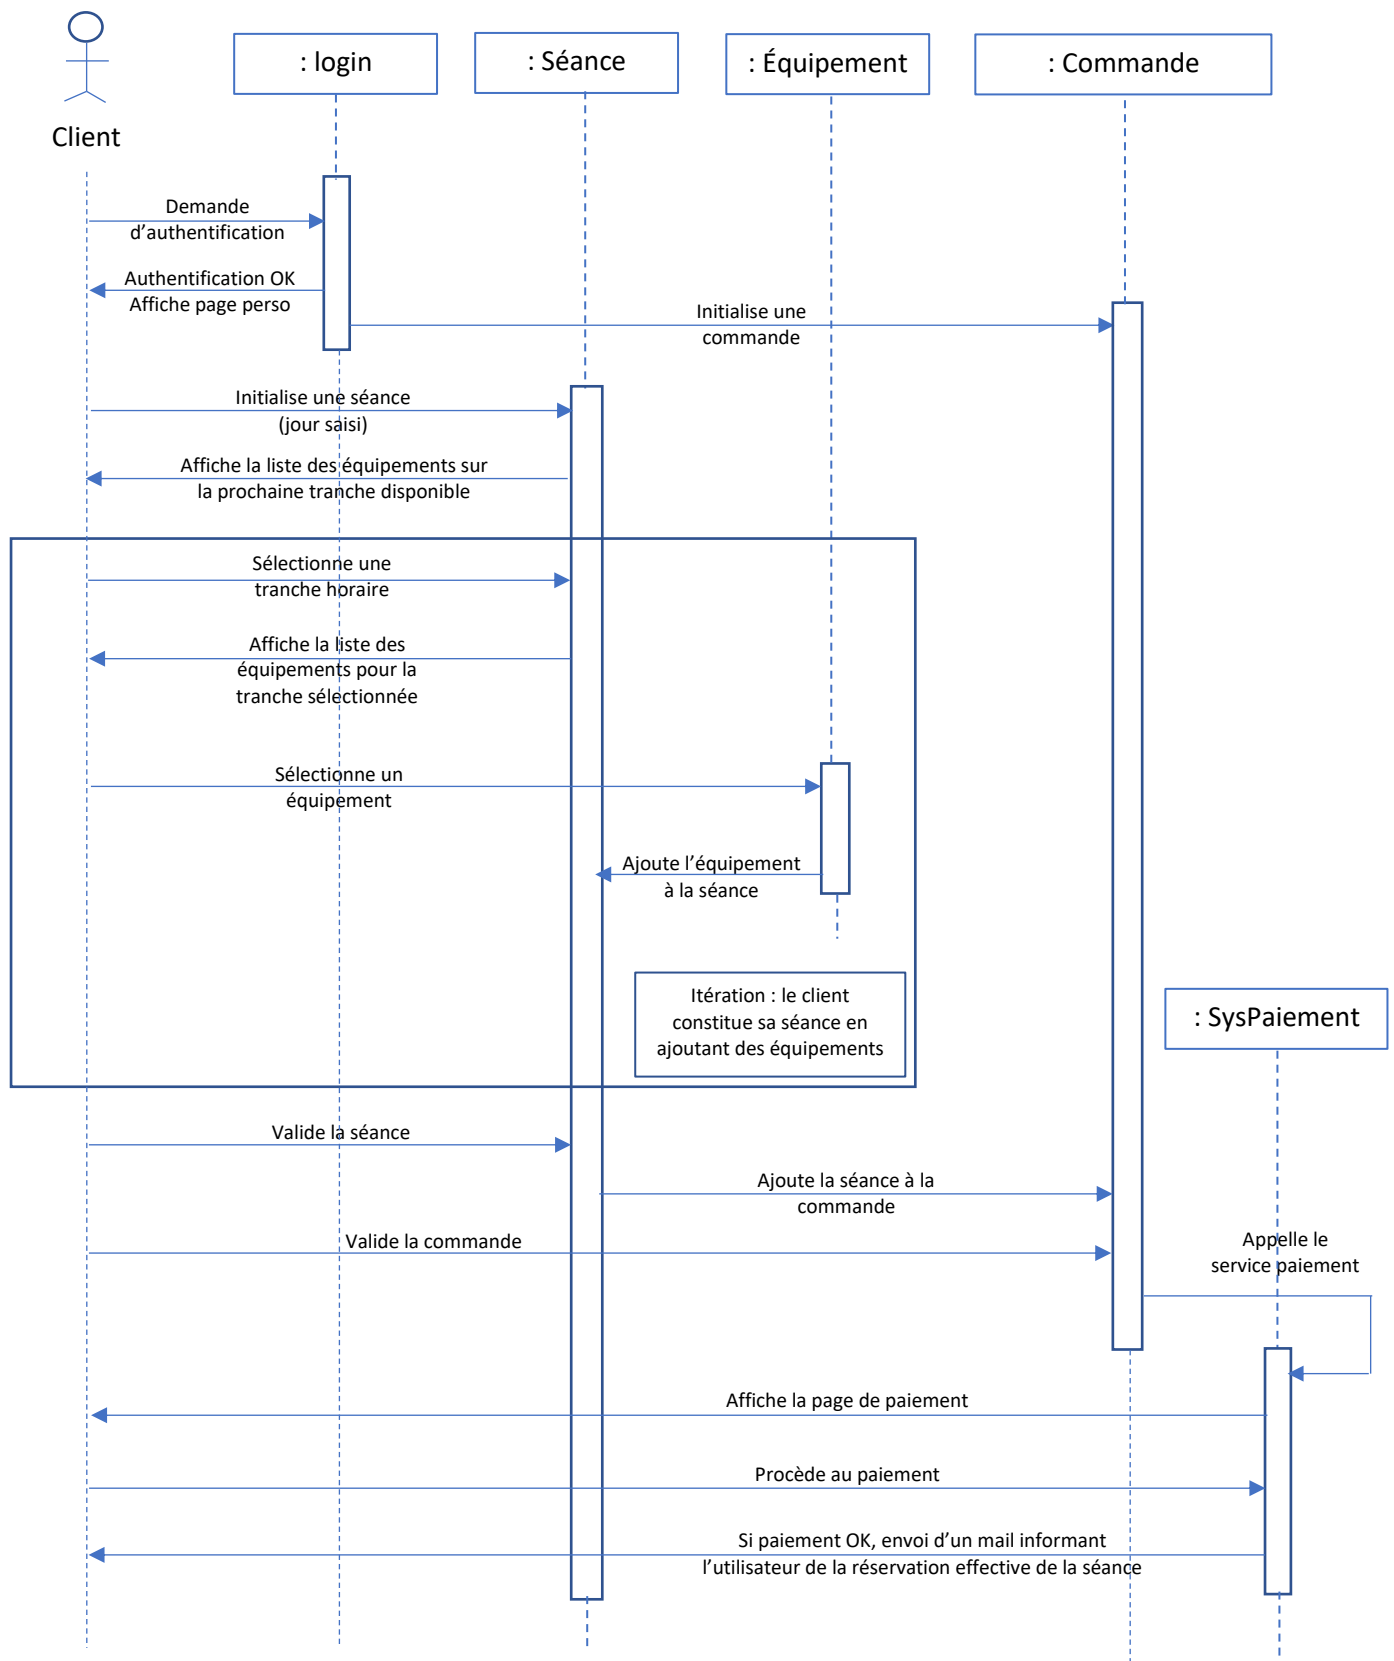 : login
: Séance
: Équipement
: Commande
Client
Demande
d’authentification
Authentification OK
Affiche page perso
Initialise une
commande
Initialise une séance
(jour saisi)
Affiche la liste des équipements sur
la prochaine tranche disponible
Sélectionne une
tranche horaire
Affiche la liste des
équipements pour la
tranche sélectionnée
Sélectionne un
équipement
Ajoute l’équipement
à la séance
Itération : le client
constitue sa séance en
ajoutant des équipements
: SysPaiement
Valide la séance
Ajoute la séance à la
commande
Valide la commande
Appelle le
service paiement
Affiche la page de paiement
Procède au paiement
Si paiement OK, envoi d’un mail informant
l’utilisateur de la réservation effective de la séance